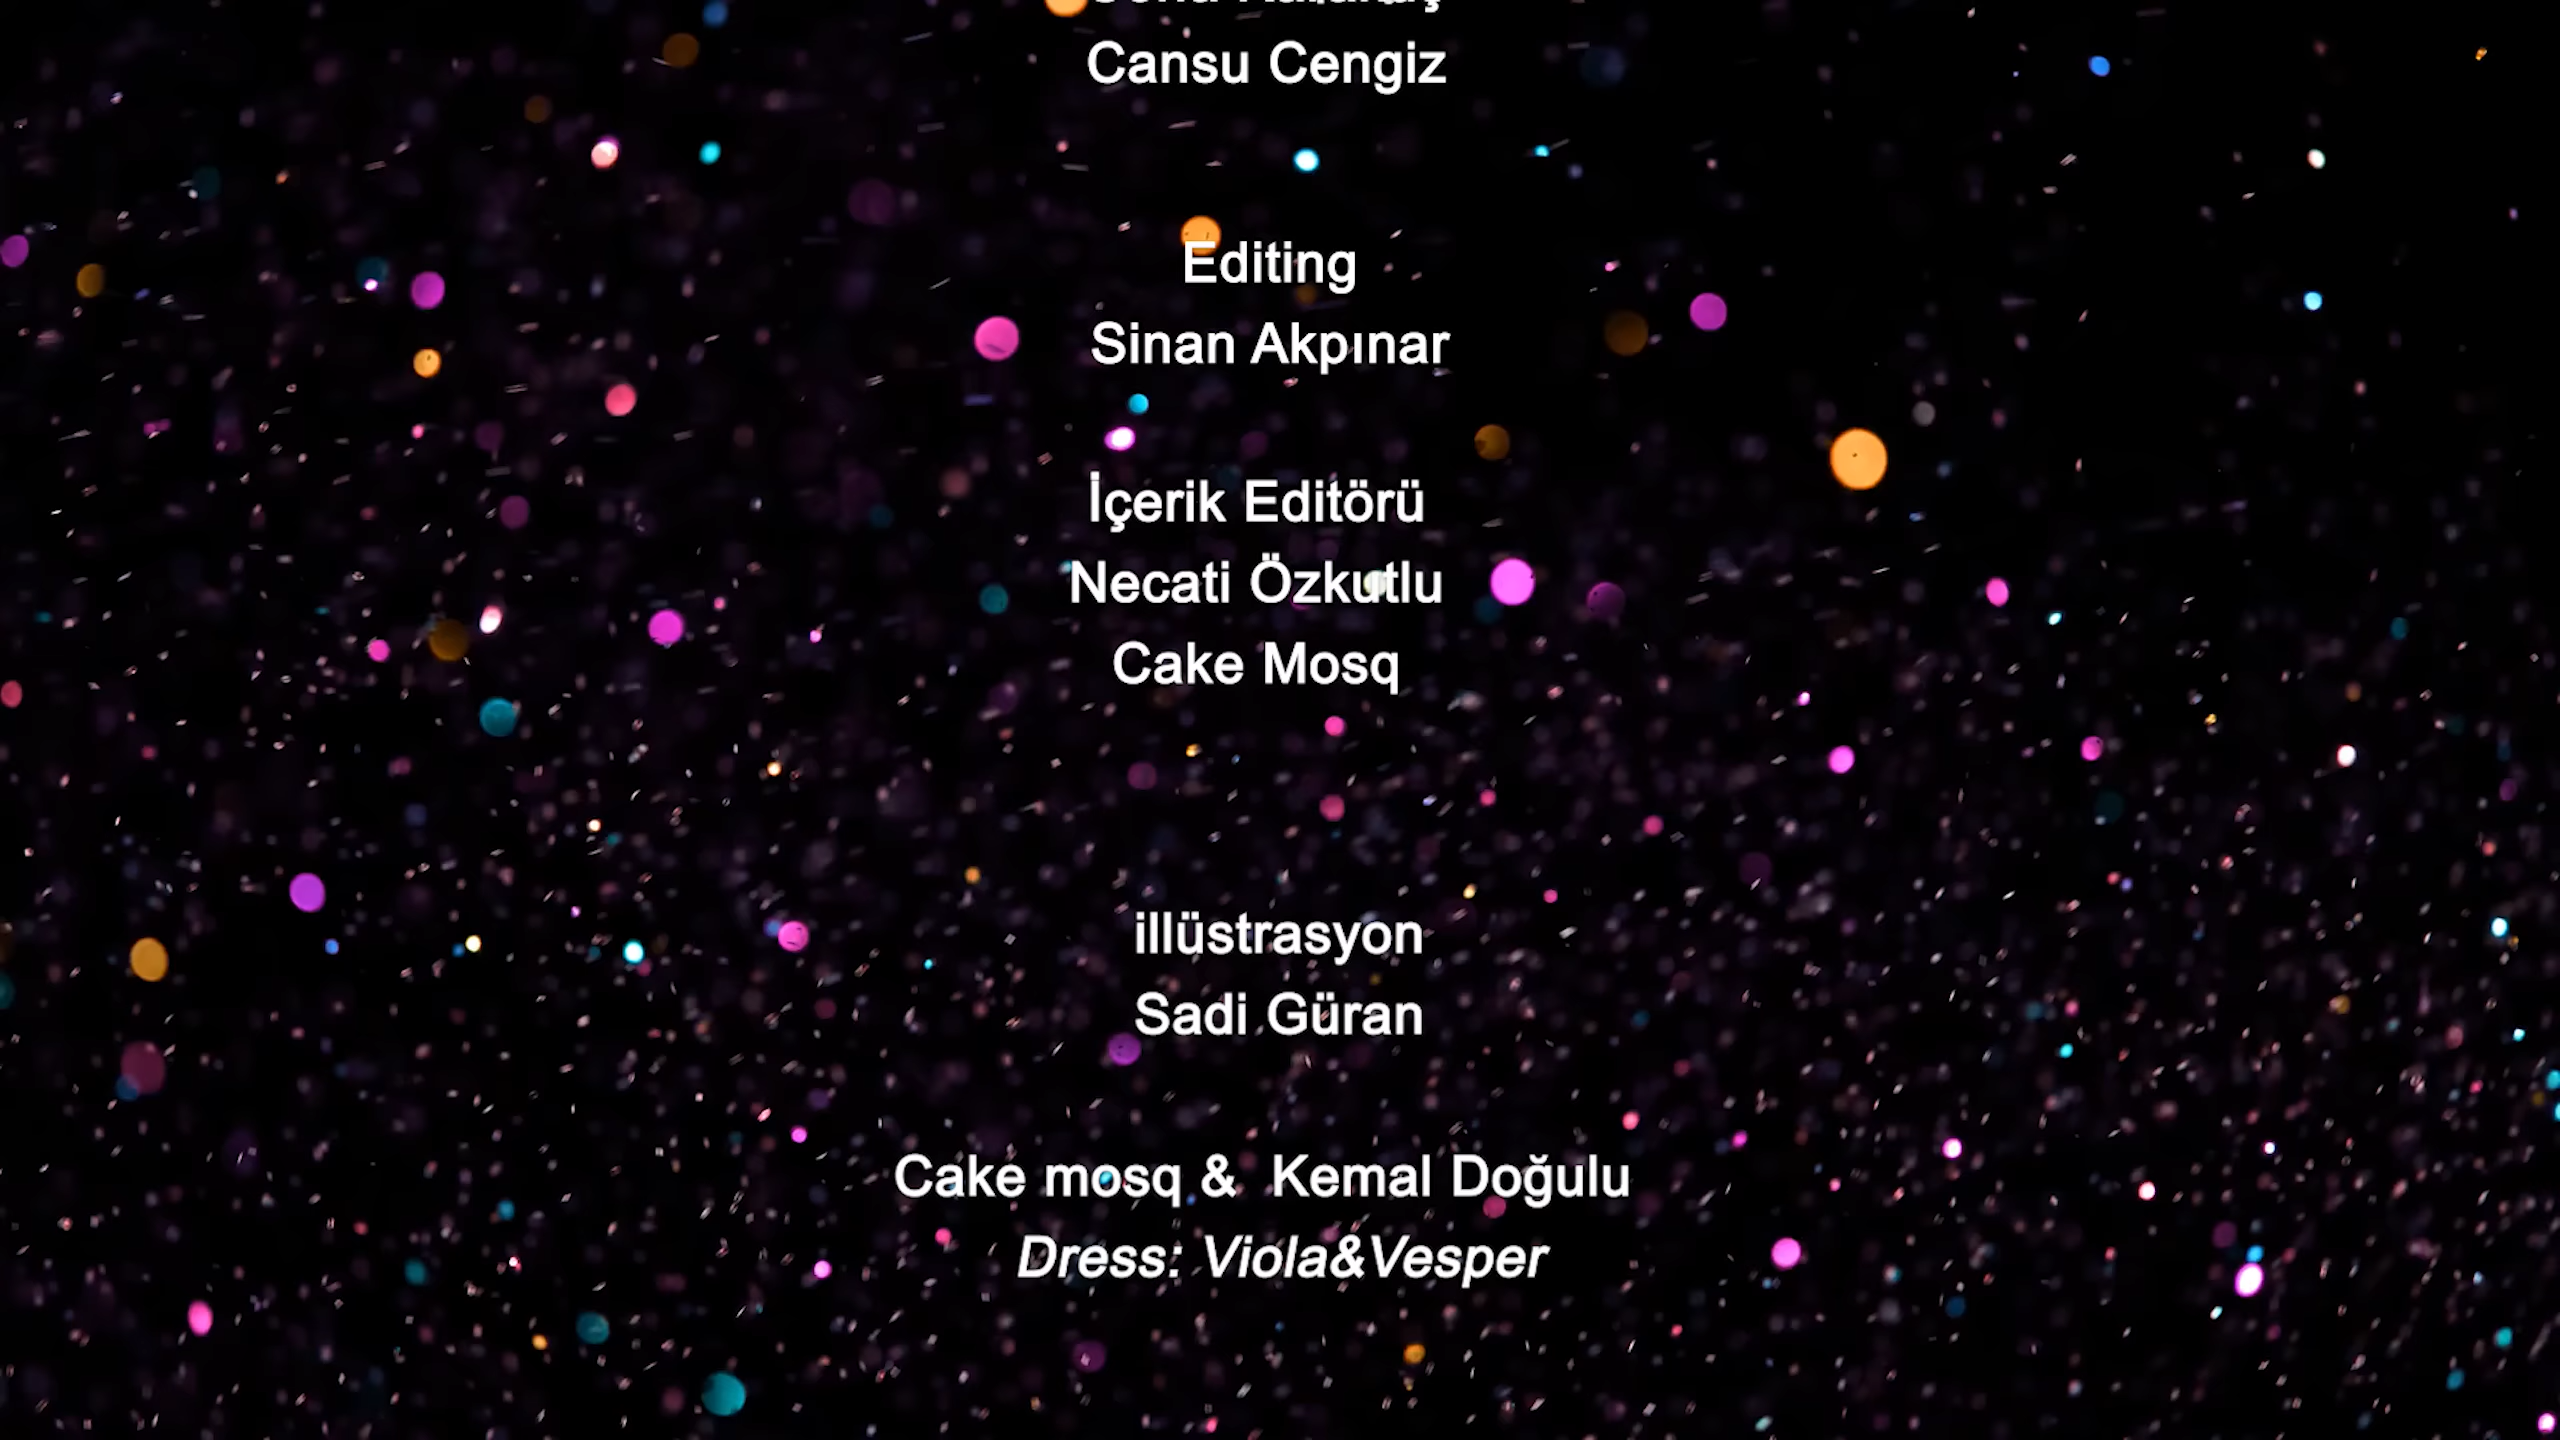 Cansu Cengiz
Editing
Sinan Akpınar
İçerik Editörü
Necati Özkutlu
Cake Mosq
illüstrasyon
Sadi Güran
Cake mosq &  Kemal Doğulu
Dress: Viola&Vesper